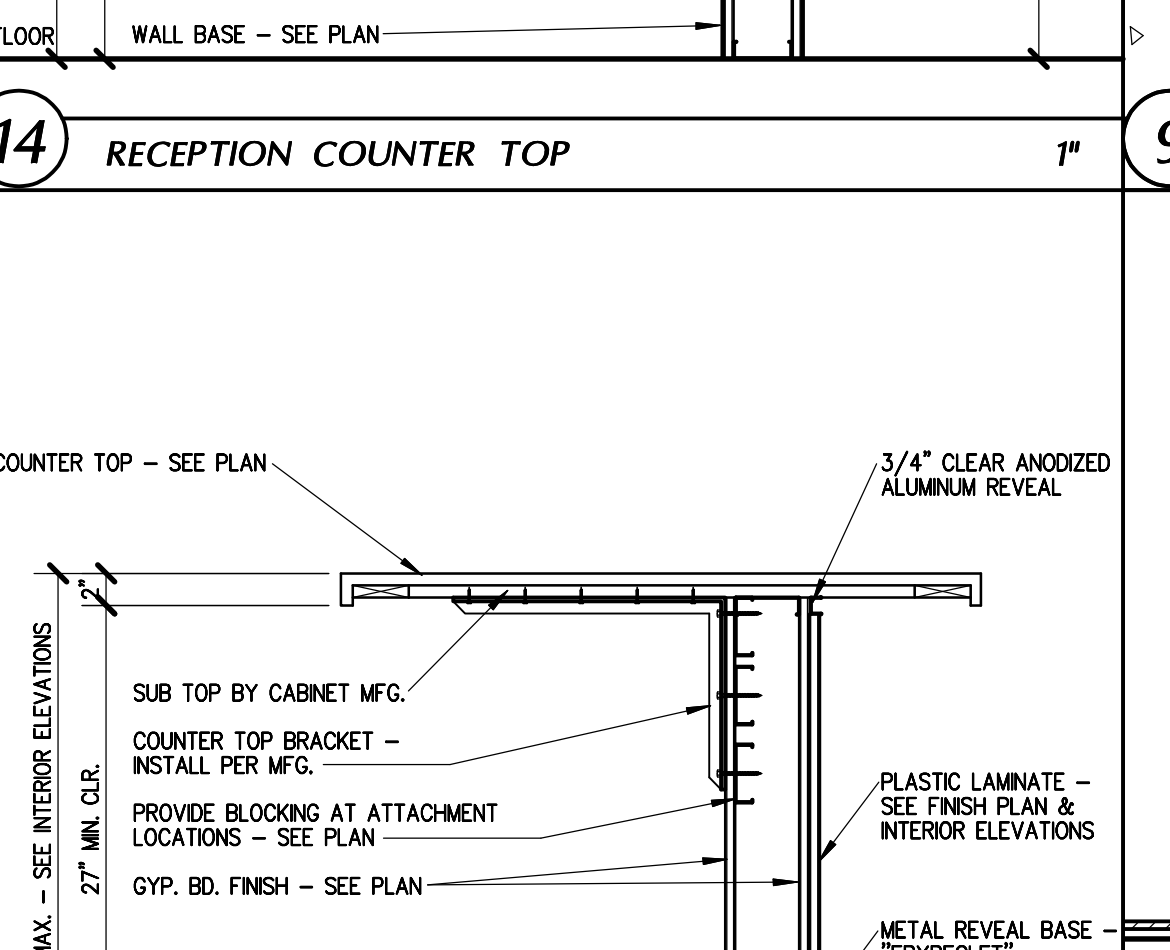 WALL BASE – SEE PLAN
14
RECEPTION COUNTER TOP
1"
COUNTER TOP – SEE PLAN
3/4" CLEAR ANODIZED
ALUMINUM REVEAL
2"
SUB TOP BY CABINET MFG.
COUNTER TOP BRACKET –
INSTALL PER MFG.
PROVIDE BLOCKING AT ATTACHMENT
LOCATIONS – SEE PLAN
GYP. BD. FINISH – SEE PLAN
– SEE INTERIOR ELEVATIONS
27" MIN. CLR.
PLASTIC LAMINATE –
SEE FINISH PLAN &
INTERIOR ELEVATIONS
METAL REVEAL BASE –